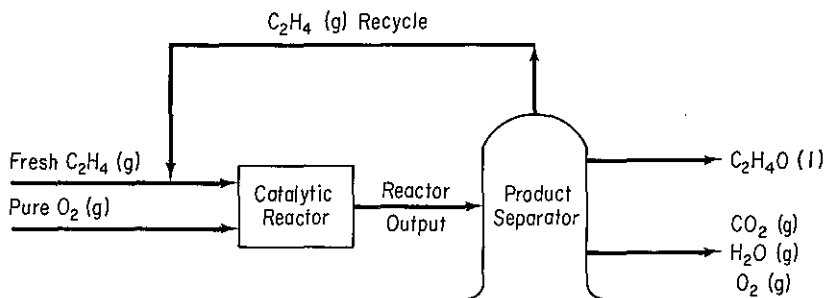 C₂H₄ (g) Recycle
Fresh C₂H₄ (g)
Pure O₂ (g)
Catalytic
Reactor
Reactor
Output
Product
Separator
C₂H₄O (l)
CO₂ (g)
H₂O (g)
O₂ (g)